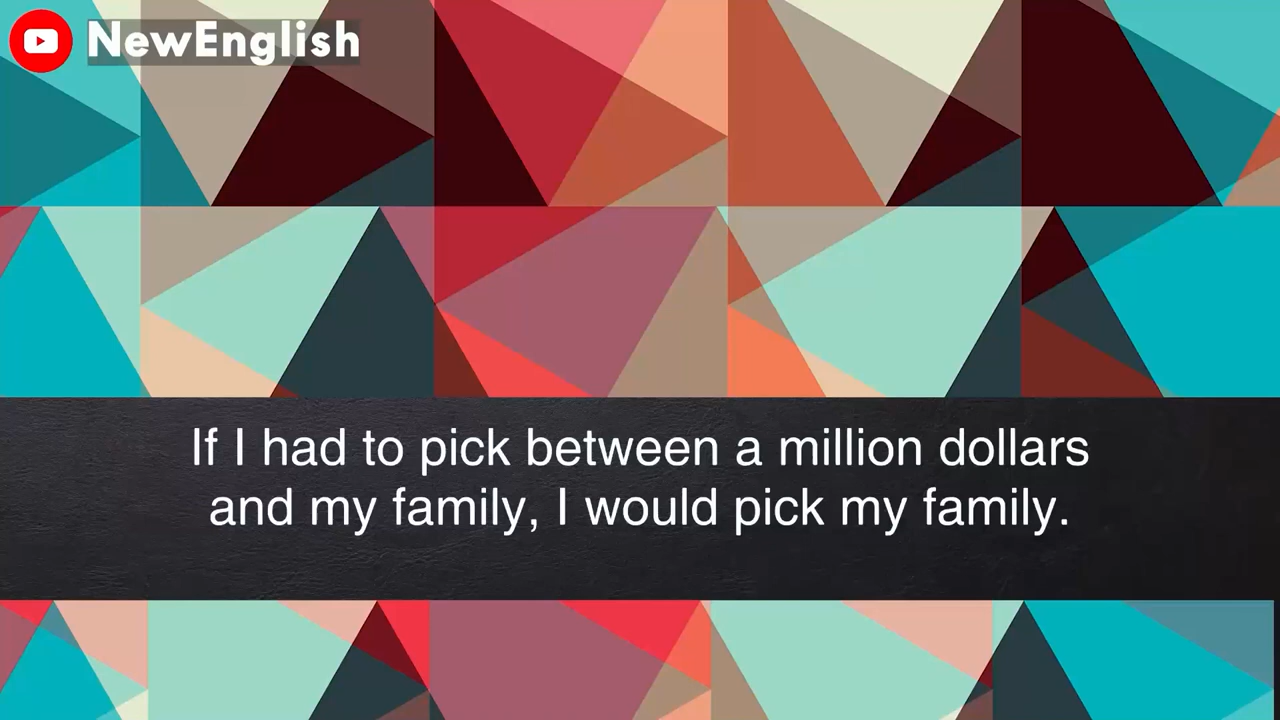 NewEnglish
If I had to pick between a million dollars
and my family, I would pick my family.